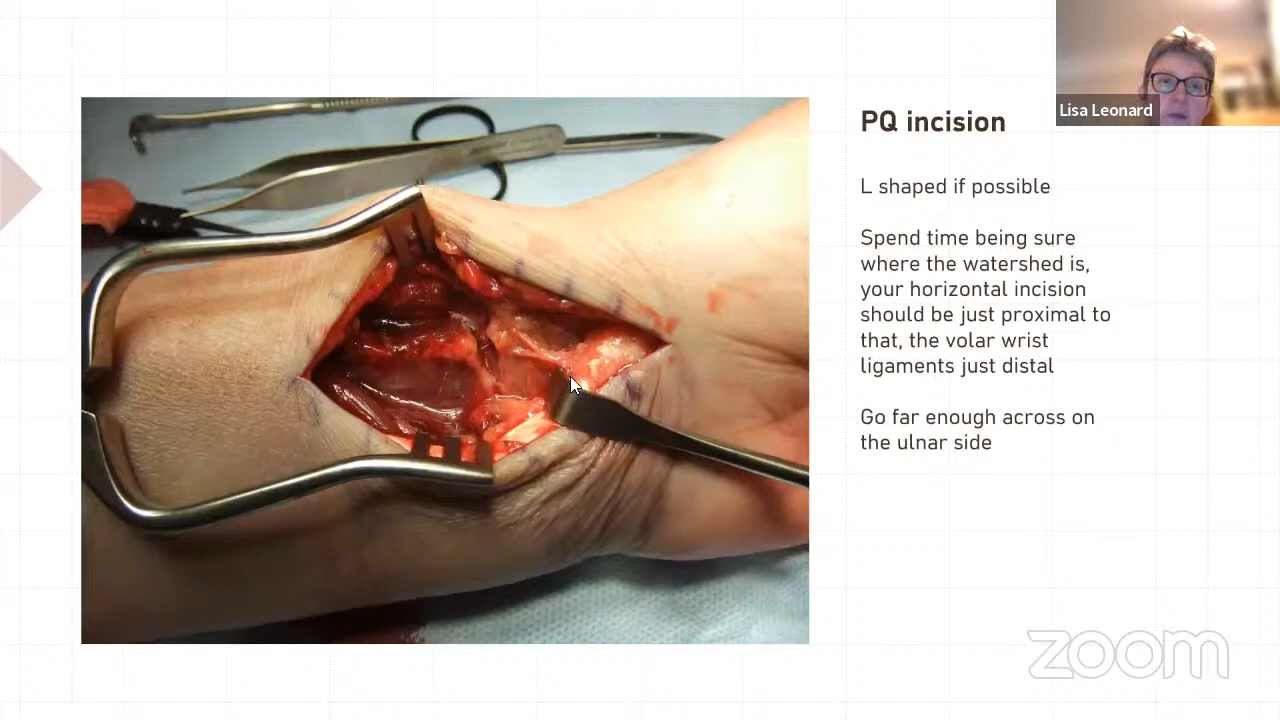 PQ incision
Lisa Leonard
L shaped if possible
Spend time being sure
where the watershed is,
your horizontal incision
should be just proximal to
that, the volar wrist
ligaments just distal
Go far enough across on
the ulnar side
zoom